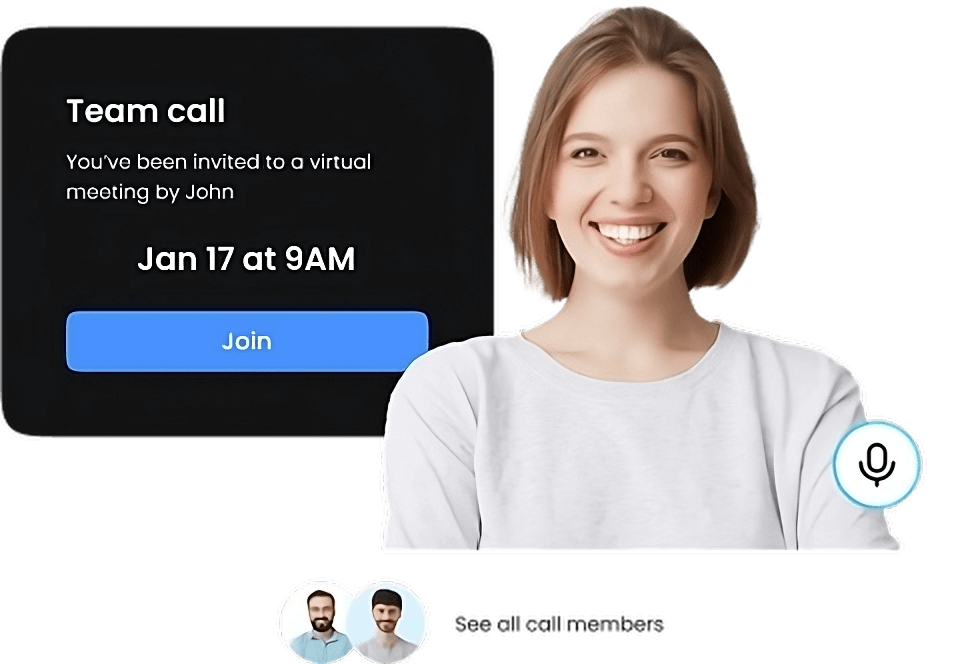 Team call
You've been invited to a virtual
meeting by John
Jan 17 at 9AM
Join
See all call members